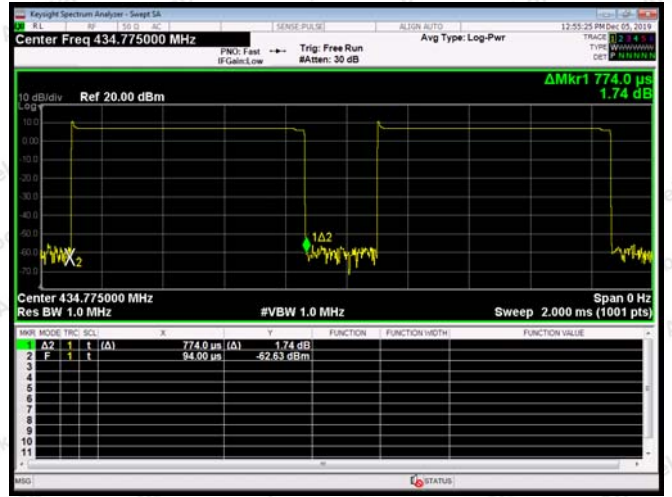 Keysight Spectrum Analyzer - Swept SA
RL RF 50 Ω AC SENSE:PULSE ALIGN AUTO 12:55:25 PM Dec 05, 2019
Center Freq 434.775000 MHz
PNO: Fast
IFGain:Low
Trig: Free Run
#Atten: 30 dB
Avg Type: Log-Pwr
TRACE 1 2 3 4 5 6
TYPE WWWWWW
DET P N N N N N
ΔMkr1 774.0 µs
1.74 dB
10 dB/div Ref 20.00 dBm
Log
10.0
0.00
-10.0
-20.0
-30.0
-40.0
-50.0
-60.0
-70.0
1Δ2
X2
Center 434.775000 MHz Span 0 Hz
Res BW 1.0 MHz #VBW 1.0 MHz Sweep 2.000 ms (1001 pts)
MKR MODE TRC SCL X Y FUNCTION FUNCTION WIDTH FUNCTION VALUE
1 Δ2 1 t (Δ) 774.0 µs (Δ) 1.74 dB
2 F 1 t 94.00 µs -62.63 dBm
3
4
5
6
7
8
9
10
11
MSG STATUS